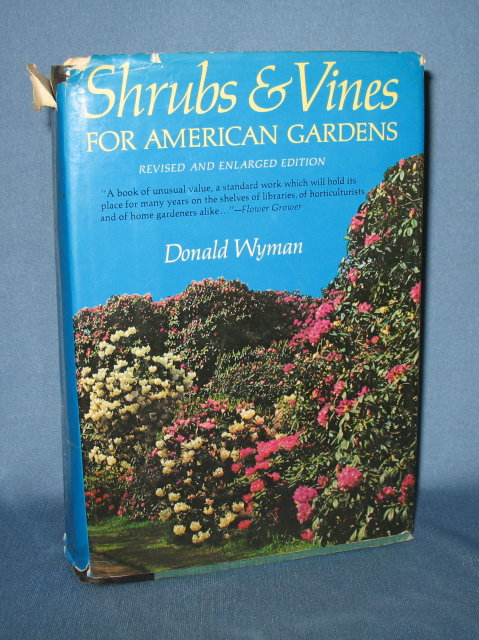 Shrubs & Vines
FOR AMERICAN GARDENS
REVISED AND ENLARGED EDITION
"A book of unusual value, a standard work which will hold its
place for many years on the shelves of libraries, of horticulturists
and of home gardeners alike..."—Flower Grower
Donald Wyman